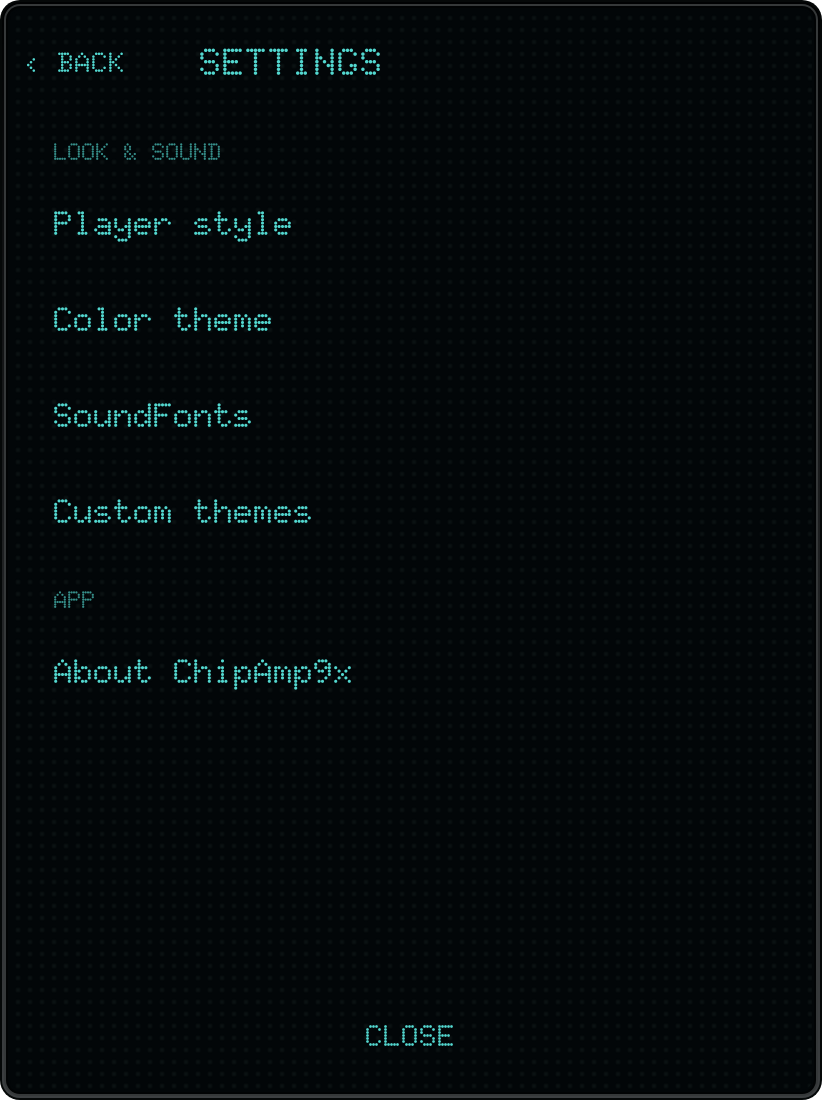 ‹ BACK SETTINGS
LOOK & SOUND
Player style
Color theme
SoundFonts
Custom themes
APP
About ChipAmp9x
CLOSE